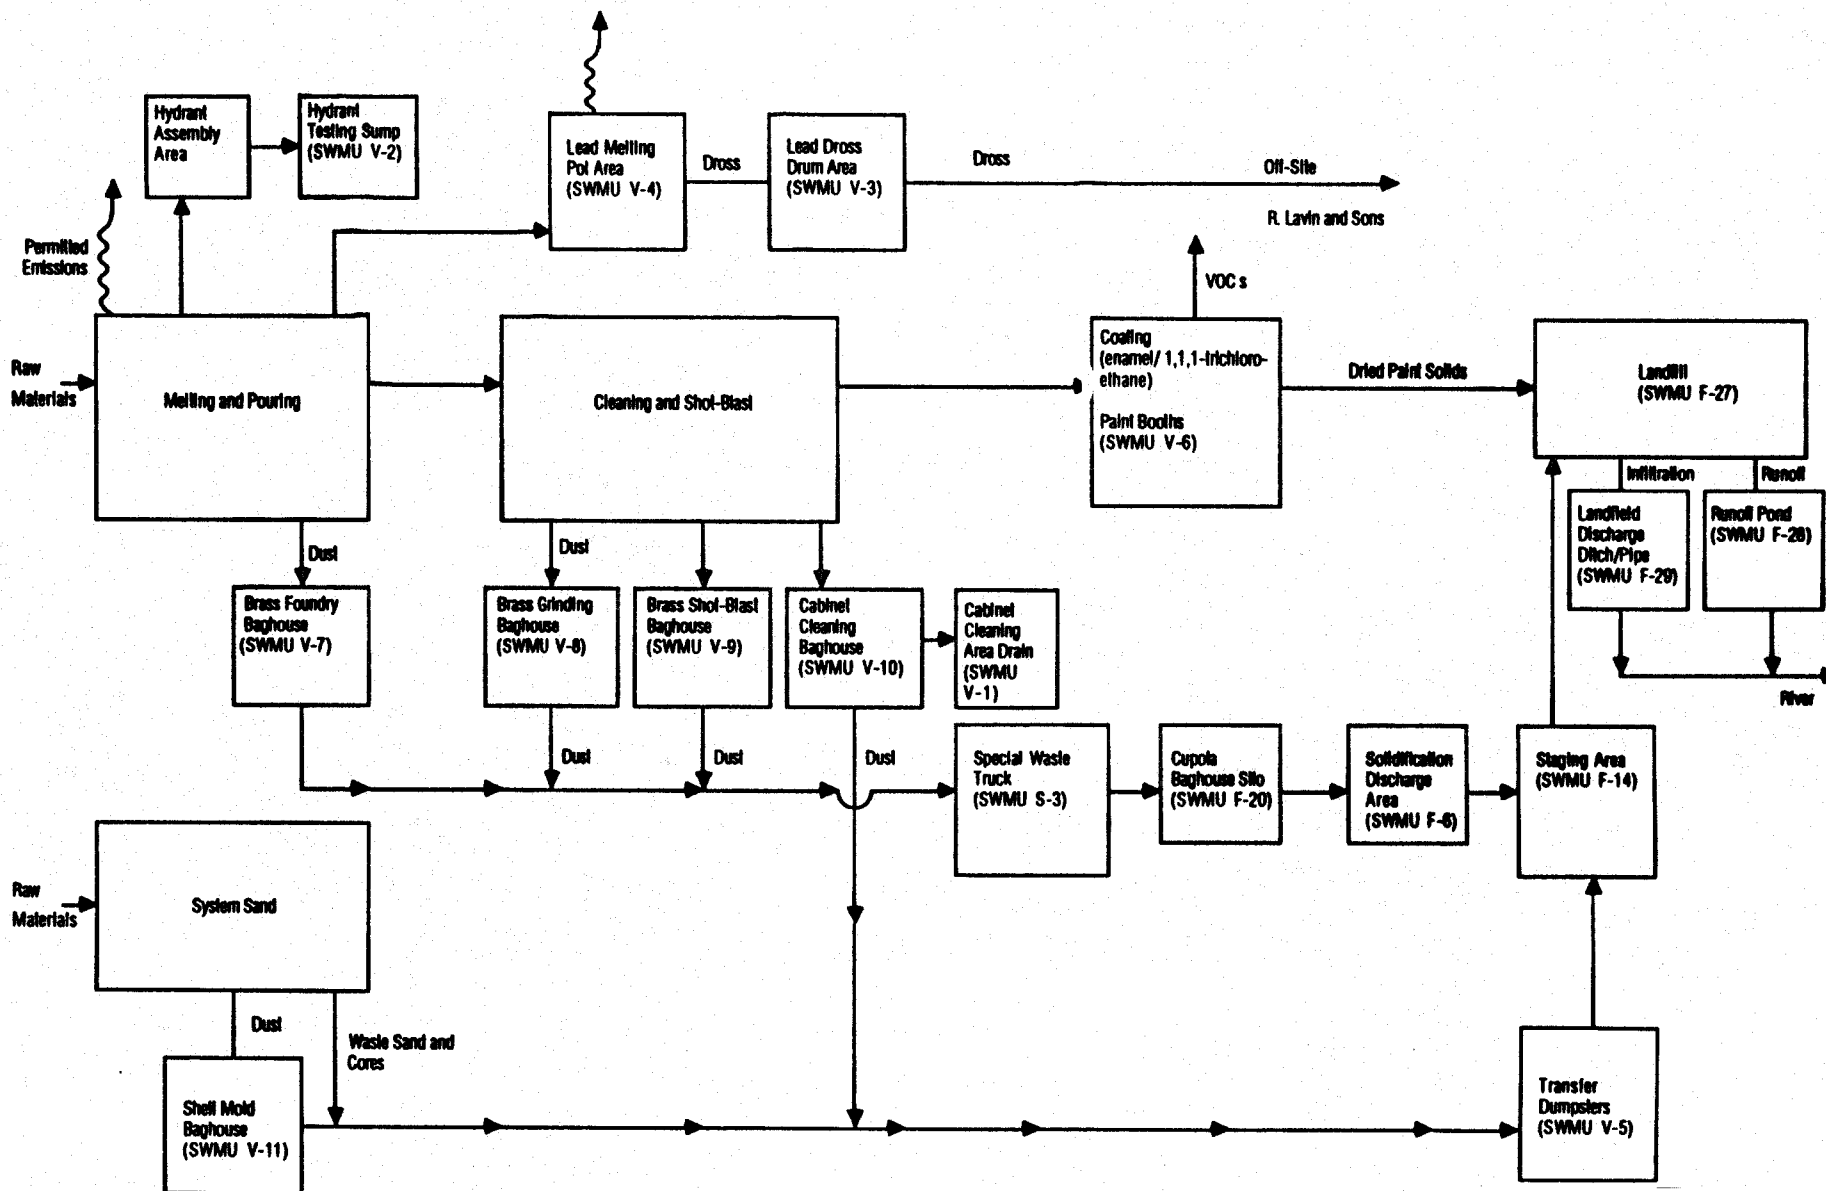 Hydrant
Assembly
Area
Hydrant
Testing Sump
(SWMU V-2)
Lead Melting
Pot Area
(SWMU V-4)
Dross
Lead Dross
Drum Area
(SWMU V-3)
Dross
Off-Site
R. Lavin and Sons
Permitted
Emissions
VOC s
Raw
Materials
Melting and Pouring
Cleaning and Shot-Blast
Coating
(enamel/ 1,1,1-trichloro-
ethane)
Paint Booths
(SWMU V-6)
Dried Paint Solids
Landfill
(SWMU F-27)
Infiltration
Runoff
Landfield
Discharge
Ditch/Pipe
(SWMU F-29)
Runoff Pond
(SWMU F-28)
River
Dust
Dust
Brass Foundry
Baghouse
(SWMU V-7)
Brass Grinding
Baghouse
(SWMU V-8)
Brass Shot-Blast
Baghouse
(SWMU V-9)
Cabinet
Cleaning
Baghouse
(SWMU V-10)
Cabinet
Cleaning
Area Drain
(SWMU
V-1)
Dust
Dust
Dust
Special Waste
Truck
(SWMU S-3)
Cupola
Baghouse Silo
(SWMU F-20)
Solidification
Discharge
Area
(SWMU F-6)
Staging Area
(SWMU F-14)
Raw
Materials
System Sand
Dust
Waste Sand and
Cores
Shell Mold
Baghouse
(SWMU V-11)
Transfer
Dumpsters
(SWMU V-5)